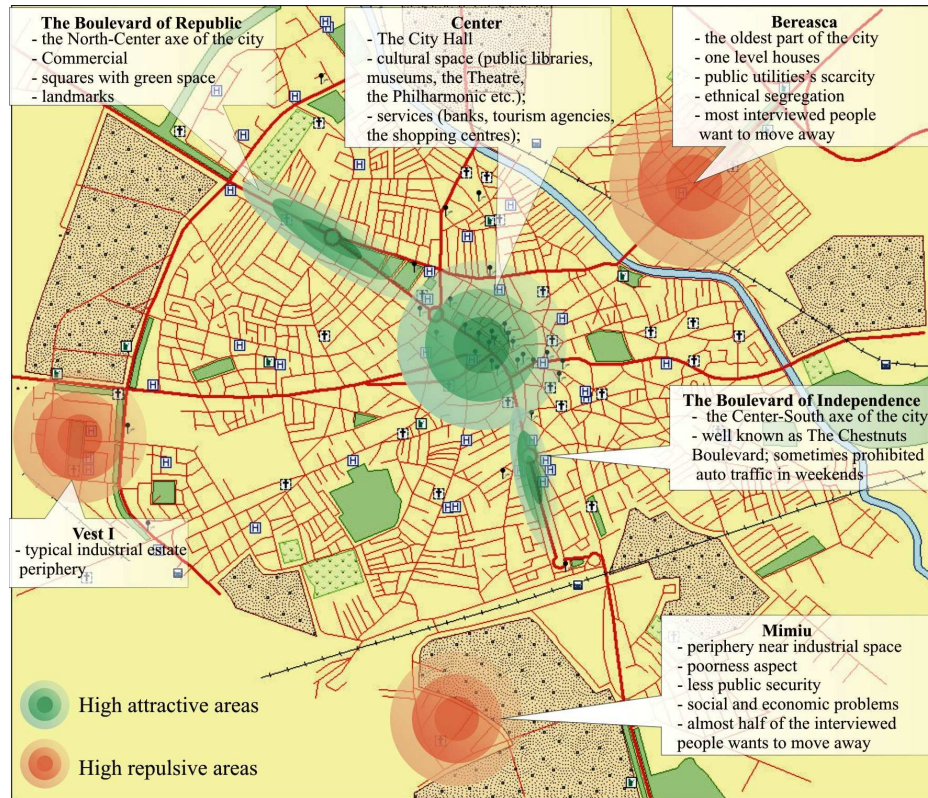 The Boulevard of Republic
- the North-Center axe of the city
- Commercial
- squares with green space
- landmarks
Center
- The City Hall
- cultural space (public libraries,
museums, the Theatre,
the Philharmonic etc.);
- services (banks, tourism agencies,
the shopping centres);
Bereasca
- the oldest part of the city
- one level houses
- public utilities's scarcity
- ethnical segregation
- most interviewed people
want to move away
The Boulevard of Independence
- the Center-South axe of the city
- well known as The Chestnuts
Boulevard; sometimes prohibited
auto traffic in weekends
Vest I
- typical industrial estate
periphery
Mimiu
- periphery near industrial space
- poorness aspect
- less public security
- social and economic problems
- almost half of the interviewed
people wants to move away
High attractive areas
High repulsive areas